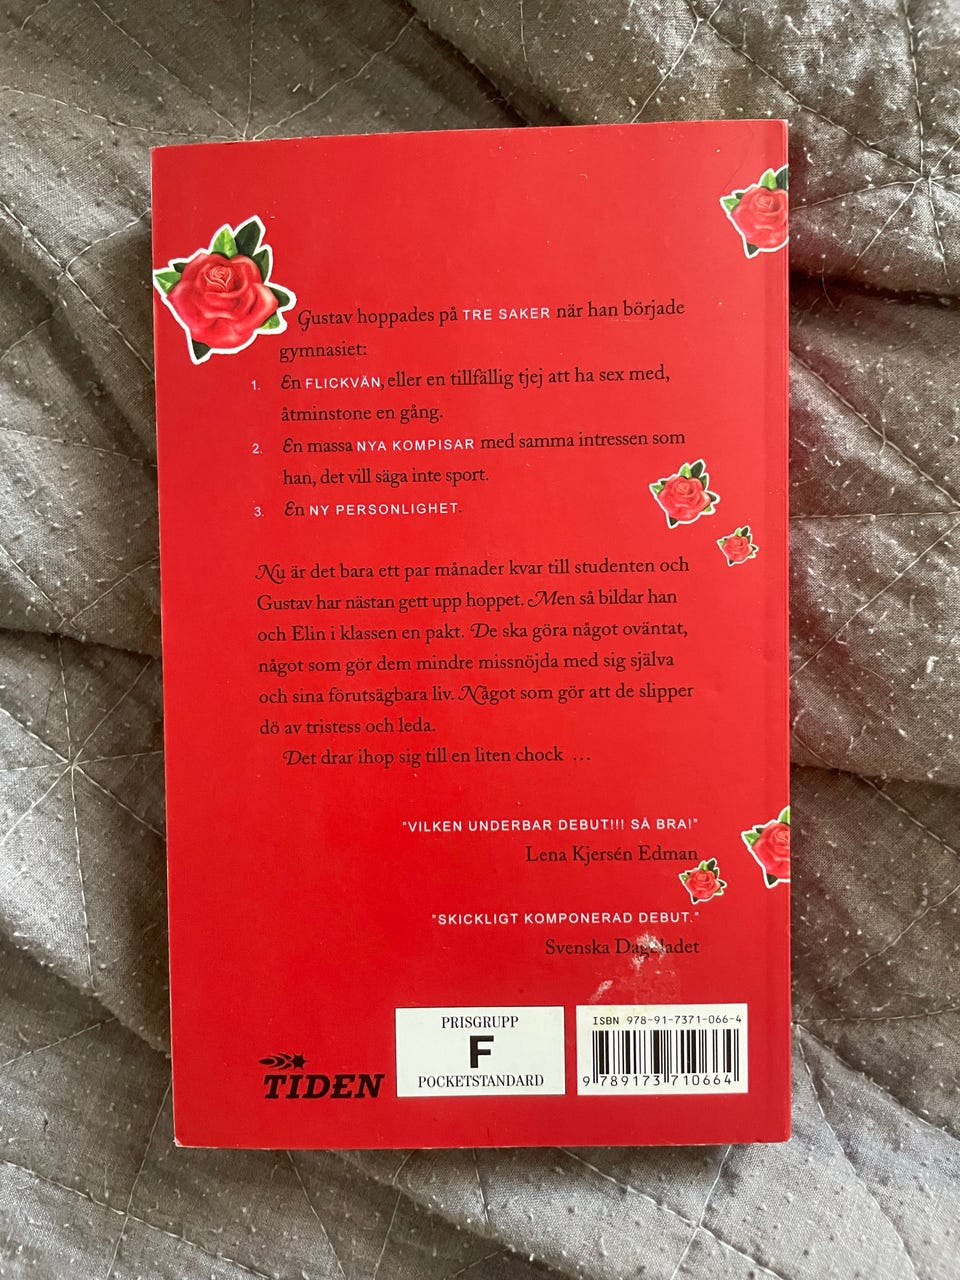 Gustav hoppades på TRE SAKER när han började
gymnasiet:
1. En FLICKVÄN, eller en tillfällig tjej att ha sex med,
åtminstone en gång.
2. En massa NYA KOMPISAR med samma intressen som
han, det vill säga inte sport.
3. En NY PERSONLIGHET.
Nu är det bara ett par månader kvar till studenten och
Gustav har nästan gett upp hoppet. Men så bildar han
och Elin i klassen en pakt. De ska göra något oväntat,
något som gör dem mindre missnöjda med sig själva
och sina förutsägbara liv. Något som gör att de slipper
dö av tristess och leda.
Det drar ihop sig till en liten chock ...
"VILKEN UNDERBAR DEBUT!!! SÅ BRA!"
Lena Kjersén Edman
"SKICKLIGT KOMPONERAD DEBUT."
Svenska Dagbladet
TIDEN
PRISGRUPP
F
POCKETSTANDARD
ISBN 978-91-7371-066-4
9 789173 710664